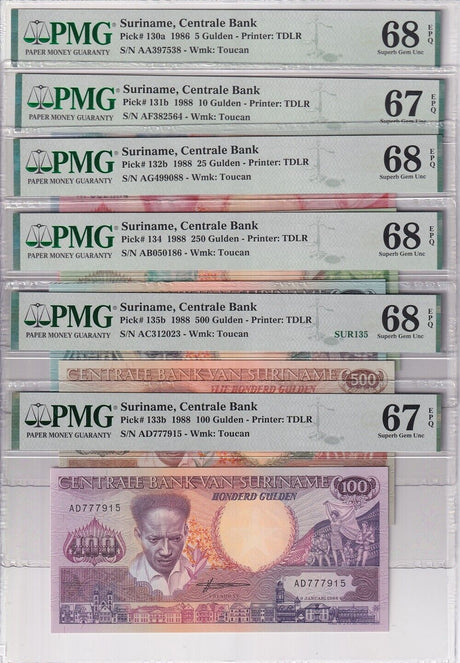 PMG
PAPER MONEY GUARANTY
Suriname, Centrale Bank
Pick# 130a 1986 5 Gulden - Printer: TDLR
S/N AA397538 - Wmk: Toucan
68 EPQ
Superb Gem Unc
PMG
PAPER MONEY GUARANTY
Suriname, Centrale Bank
Pick# 131b 1988 10 Gulden - Printer: TDLR
S/N AF382564 - Wmk: Toucan
67 EPQ
Superb Gem Unc
PMG
PAPER MONEY GUARANTY
Suriname, Centrale Bank
Pick# 132b 1988 25 Gulden - Printer: TDLR
S/N AG499088 - Wmk: Toucan
68 EPQ
Superb Gem Unc
PMG
PAPER MONEY GUARANTY
Suriname, Centrale Bank
Pick# 134 1988 250 Gulden - Printer: TDLR
S/N AB050186 - Wmk: Toucan
68 EPQ
Superb Gem Unc
PMG
PAPER MONEY GUARANTY
Suriname, Centrale Bank
Pick# 135b 1988 500 Gulden - Printer: TDLR
S/N AC312023 - Wmk: Toucan
SUR135
68 EPQ
Superb Gem Unc
CENTRALE BANK VAN SURINAME
VIJF HONDERD GULDEN
500
PMG
PAPER MONEY GUARANTY
Suriname, Centrale Bank
Pick# 133b 1988 100 Gulden - Printer: TDLR
S/N AD777915 - Wmk: Toucan
67 EPQ
Superb Gem Unc
CENTRALE BANK VAN SURINAME
HONDERD GULDEN
100
AD777915
AD777915